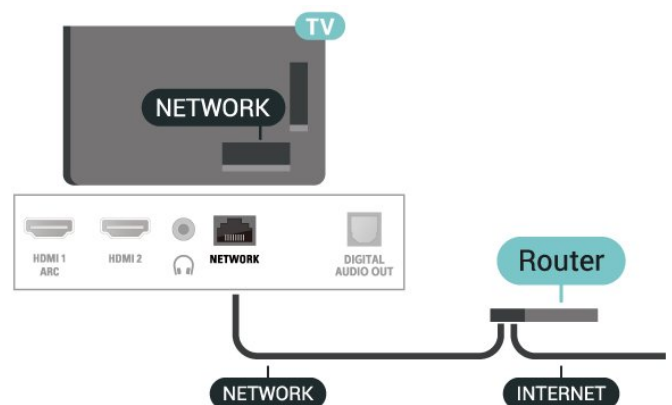 TV
NETWORK
HDMI 1
ARC
HDMI 2
NETWORK
DIGITAL
AUDIO OUT
Router
NETWORK
INTERNET